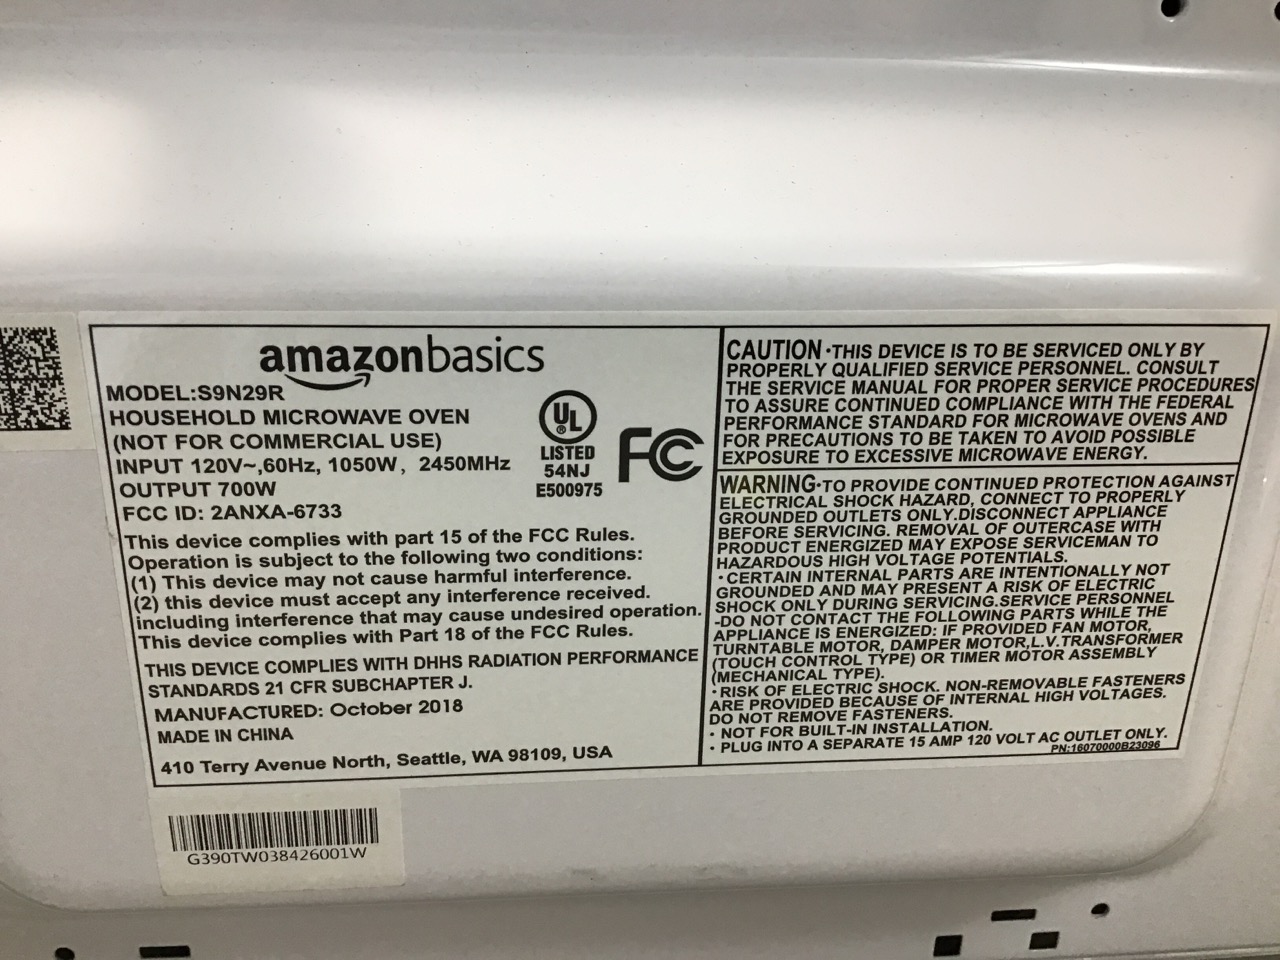 amazonbasics
MODEL:S9N29R
HOUSEHOLD MICROWAVE OVEN
(NOT FOR COMMERCIAL USE)
INPUT 120V~,60Hz, 1050W, 2450MHz
OUTPUT 700W
FCC ID: 2ANXA-6733
UL
®
LISTED
54NJ
E500975
FC
This device complies with part 15 of the FCC Rules.
Operation is subject to the following two conditions:
(1) This device may not cause harmful interference.
(2) this device must accept any interference received.
including interference that may cause undesired operation.
This device complies with Part 18 of the FCC Rules.
THIS DEVICE COMPLIES WITH DHHS RADIATION PERFORMANCE
STANDARDS 21 CFR SUBCHAPTER J.
MANUFACTURED: October 2018
MADE IN CHINA
410 Terry Avenue North, Seattle, WA 98109, USA
CAUTION ·THIS DEVICE IS TO BE SERVICED ONLY BY
PROPERLY QUALIFIED SERVICE PERSONNEL. CONSULT
THE SERVICE MANUAL FOR PROPER SERVICE PROCEDURES
TO ASSURE CONTINUED COMPLIANCE WITH THE FEDERAL
PERFORMANCE STANDARD FOR MICROWAVE OVENS AND
FOR PRECAUTIONS TO BE TAKEN TO AVOID POSSIBLE
EXPOSURE TO EXCESSIVE MICROWAVE ENERGY.
WARNING·TO PROVIDE CONTINUED PROTECTION AGAINST
ELECTRICAL SHOCK HAZARD, CONNECT TO PROPERLY
GROUNDED OUTLETS ONLY.DISCONNECT APPLIANCE
BEFORE SERVICING. REMOVAL OF OUTERCASE WITH
PRODUCT ENERGIZED MAY EXPOSE SERVICEMAN TO
HAZARDOUS HIGH VOLTAGE POTENTIALS.
·CERTAIN INTERNAL PARTS ARE INTENTIONALLY NOT
GROUNDED AND MAY PRESENT A RISK OF ELECTRIC
SHOCK ONLY DURING SERVICING.SERVICE PERSONNEL
-DO NOT CONTACT THE FOLLOWING PARTS WHILE THE
APPLIANCE IS ENERGIZED: IF PROVIDED FAN MOTOR,
TURNTABLE MOTOR, DAMPER MOTOR,L.V.TRANSFORMER
(TOUCH CONTROL TYPE) OR TIMER MOTOR ASSEMBLY
(MECHANICAL TYPE).
·RISK OF ELECTRIC SHOCK. NON-REMOVABLE FASTENERS
ARE PROVIDED BECAUSE OF INTERNAL HIGH VOLTAGES.
DO NOT REMOVE FASTENERS.
· NOT FOR BUILT-IN INSTALLATION.
· PLUG INTO A SEPARATE 15 AMP 120 VOLT AC OUTLET ONLY.
PN:16070000B23096
G390TW038426001W